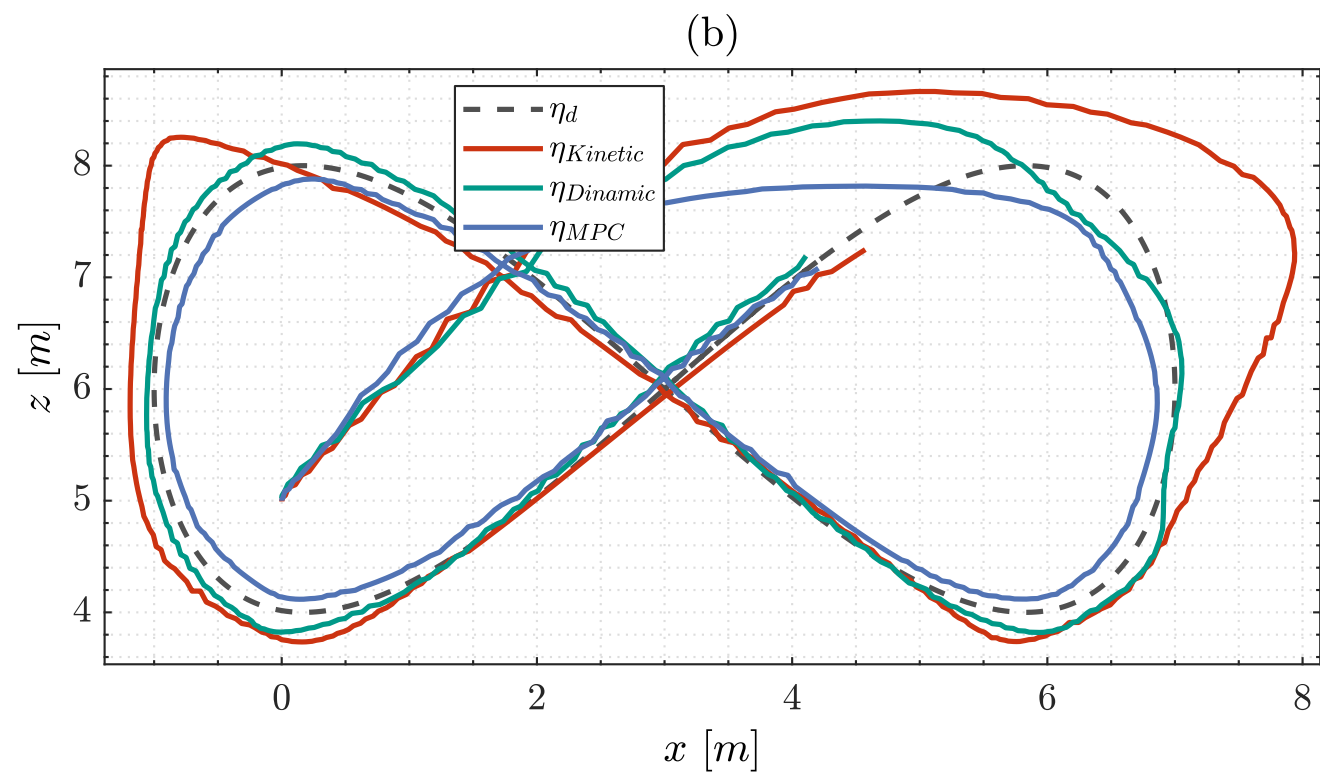 (b)
η_d
η_Kinetic
η_Dinamic
η_MPC
8
7
6
5
4
z [m]
0 2 4 6 8
x [m]